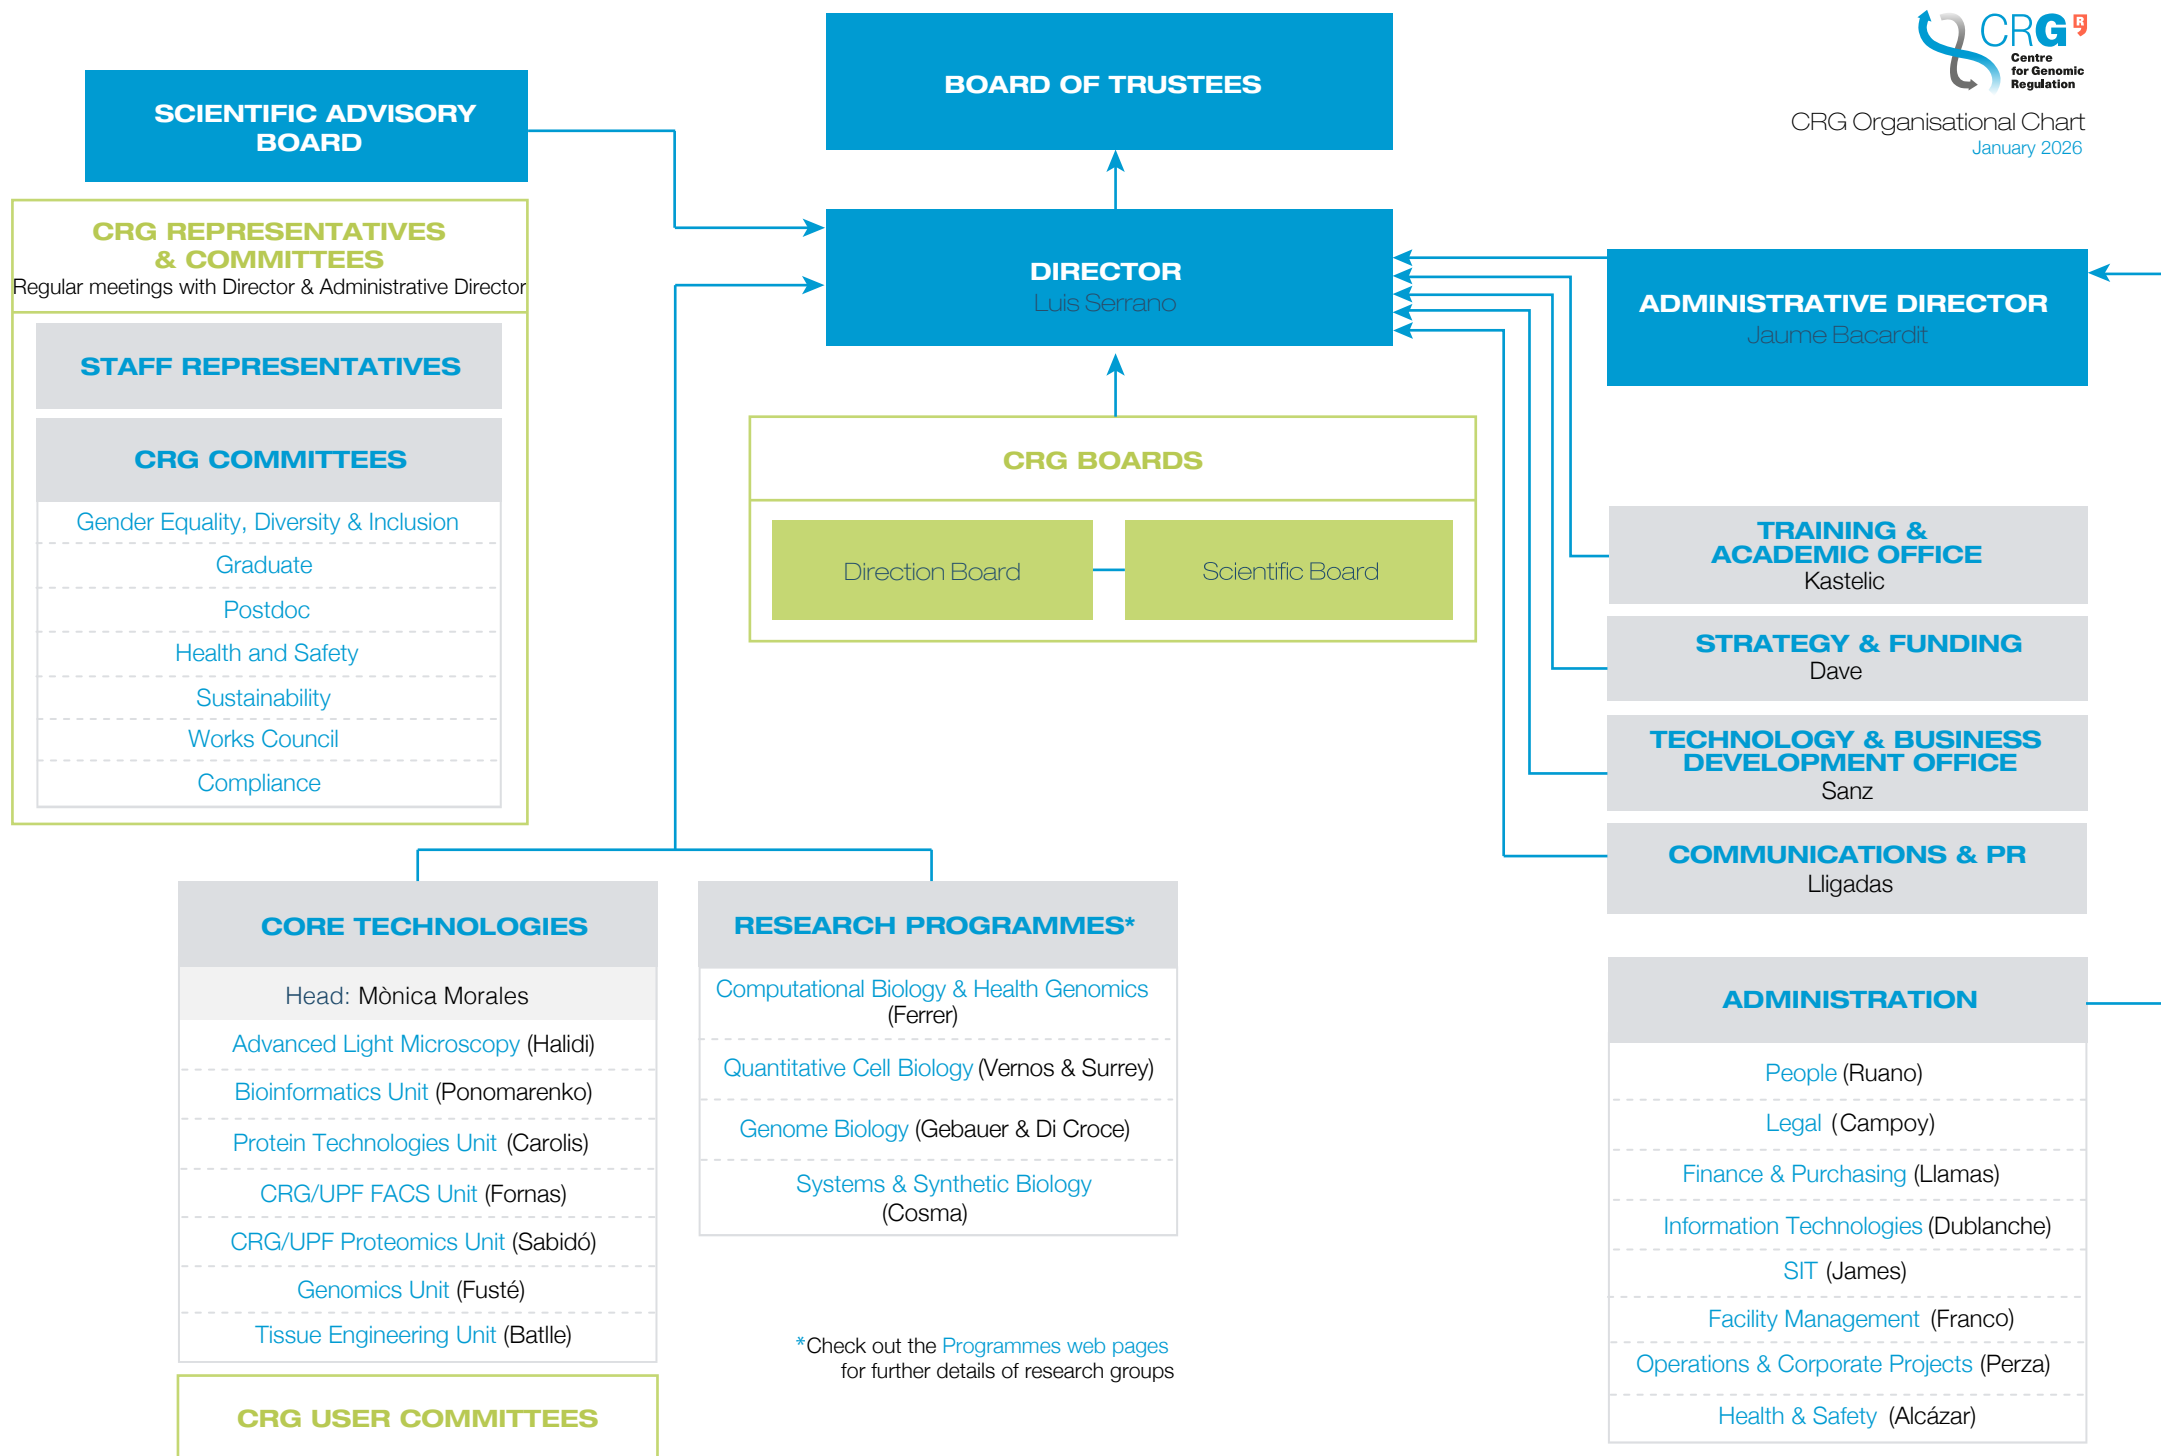 CRG R
Centre
for Genomic
Regulation
CRG Organisational Chart
January 2026
BOARD OF TRUSTEES
SCIENTIFIC ADVISORY
BOARD
CRG REPRESENTATIVES
& COMMITTEES
Regular meetings with Director & Administrative Director
STAFF REPRESENTATIVES
CRG COMMITTEES
Gender Equality, Diversity & Inclusion
Graduate
Postdoc
Health and Safety
Sustainability
Works Council
Compliance
DIRECTOR
Luis Serrano
ADMINISTRATIVE DIRECTOR
Jaume Bacardit
CRG BOARDS
Direction Board
Scientific Board
TRAINING &
ACADEMIC OFFICE
Kastelic
STRATEGY & FUNDING
Dave
TECHNOLOGY & BUSINESS
DEVELOPMENT OFFICE
Sanz
COMMUNICATIONS & PR
Lligadas
CORE TECHNOLOGIES
Head: Mònica Morales
Advanced Light Microscopy (Halidi)
Bioinformatics Unit (Ponomarenko)
Protein Technologies Unit (Carolis)
CRG/UPF FACS Unit (Fornas)
CRG/UPF Proteomics Unit (Sabidó)
Genomics Unit (Fusté)
Tissue Engineering Unit (Batlle)
CRG USER COMMITTEES
RESEARCH PROGRAMMES*
Computational Biology & Health Genomics
(Ferrer)
Quantitative Cell Biology (Vernos & Surrey)
Genome Biology (Gebauer & Di Croce)
Systems & Synthetic Biology
(Cosma)
*Check out the Programmes web pages
for further details of research groups
ADMINISTRATION
People (Ruano)
Legal (Campoy)
Finance & Purchasing (Llamas)
Information Technologies (Dublanche)
SIT (James)
Facility Management (Franco)
Operations & Corporate Projects (Perza)
Health & Safety (Alcázar)